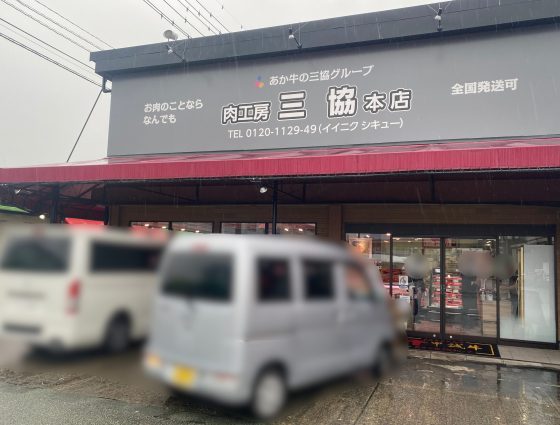 あか牛の三協グループ
お肉のことなら
なんでも
肉工房 三協 本店
全国発送可
TEL 0120-1129-49(イイニク シキュー)